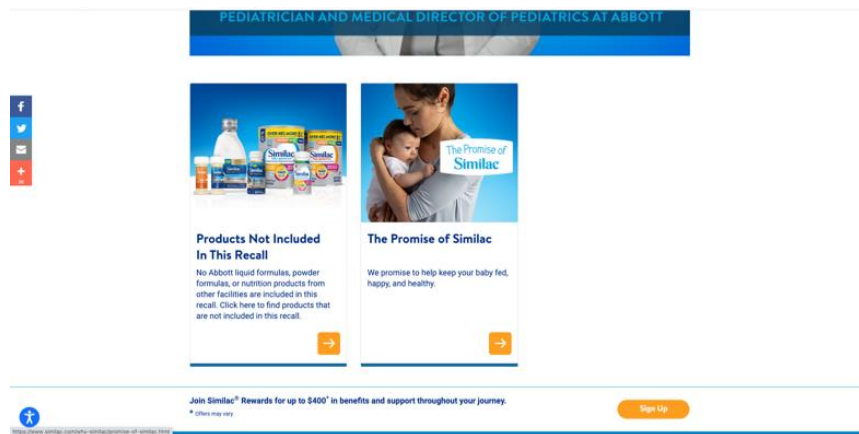 PEDIATRICIAN AND MEDICAL DIRECTOR OF PEDIATRICS AT ABBOTT
Similac
The Promise of
Similac
Products Not Included
In This Recall
No Abbott liquid formulas, powder
formulas, or nutrition products from
other facilities are included in this
recall. Click here to find products that
are not included in this recall.
The Promise of Similac
We promise to help keep your baby fed,
happy, and healthy.
Join Similac® Rewards for up to $400* in benefits and support throughout your journey.
* Offers may vary
Sign Up
https://www.similac.com/why-similac/promise-of-similac.html